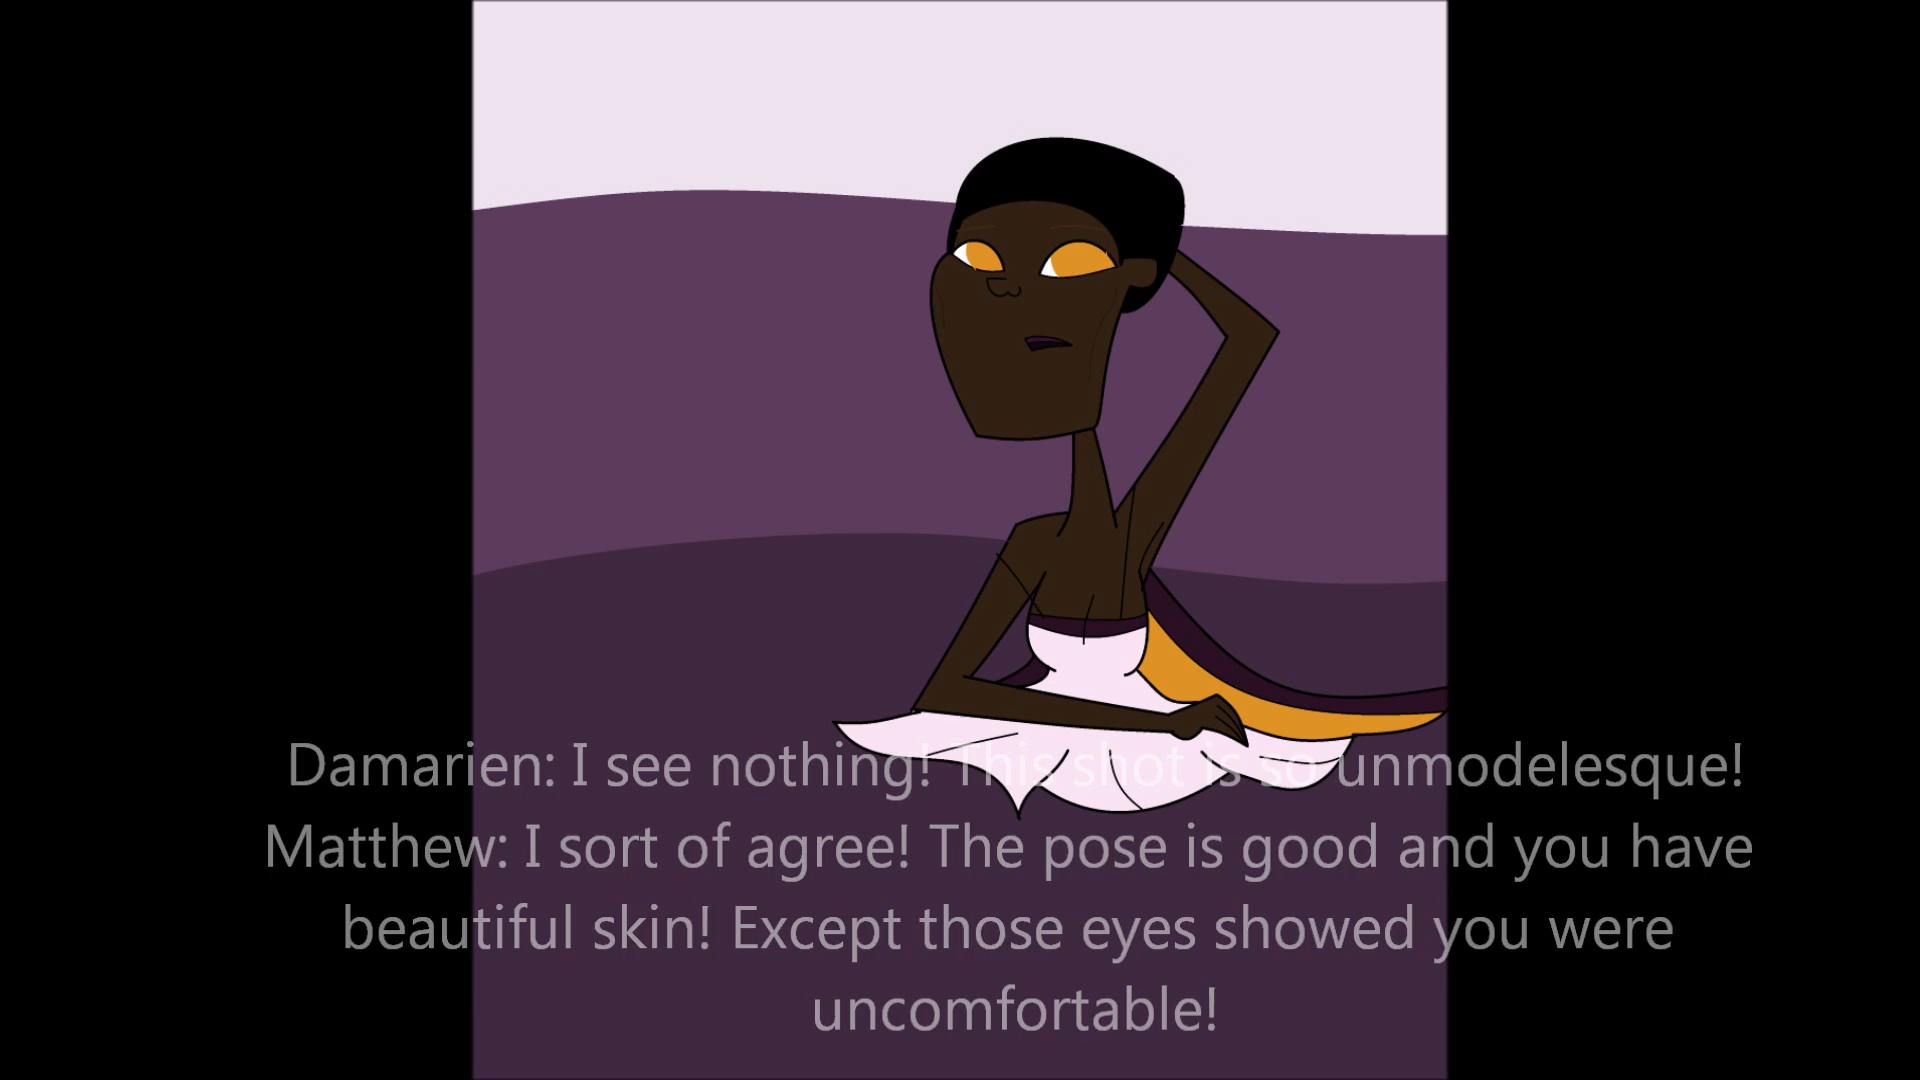 Damarien: I see nothing! This shot is so unmodelesque!
Matthew: I sort of agree! The pose is good and you have
beautiful skin! Except those eyes showed you were
uncomfortable!